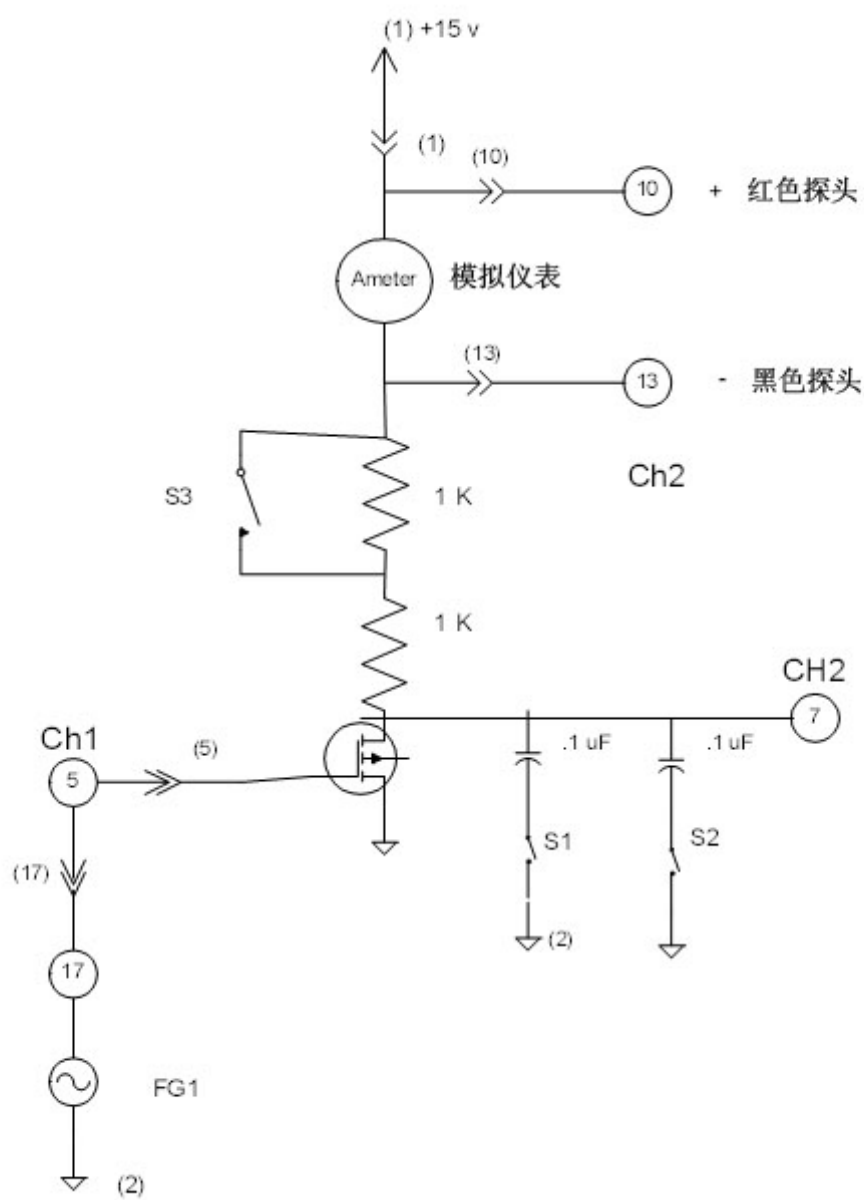 (1) +15 v
(1)
(10)
10
+ 红色探头
Ameter
模拟仪表
(13)
13
- 黑色探头
Ch2
S3
1 K
1 K
CH2
7
Ch1
(5)
5
.1 uF
.1 uF
S1
S2
(17)
(2)
17
FG1
(2)